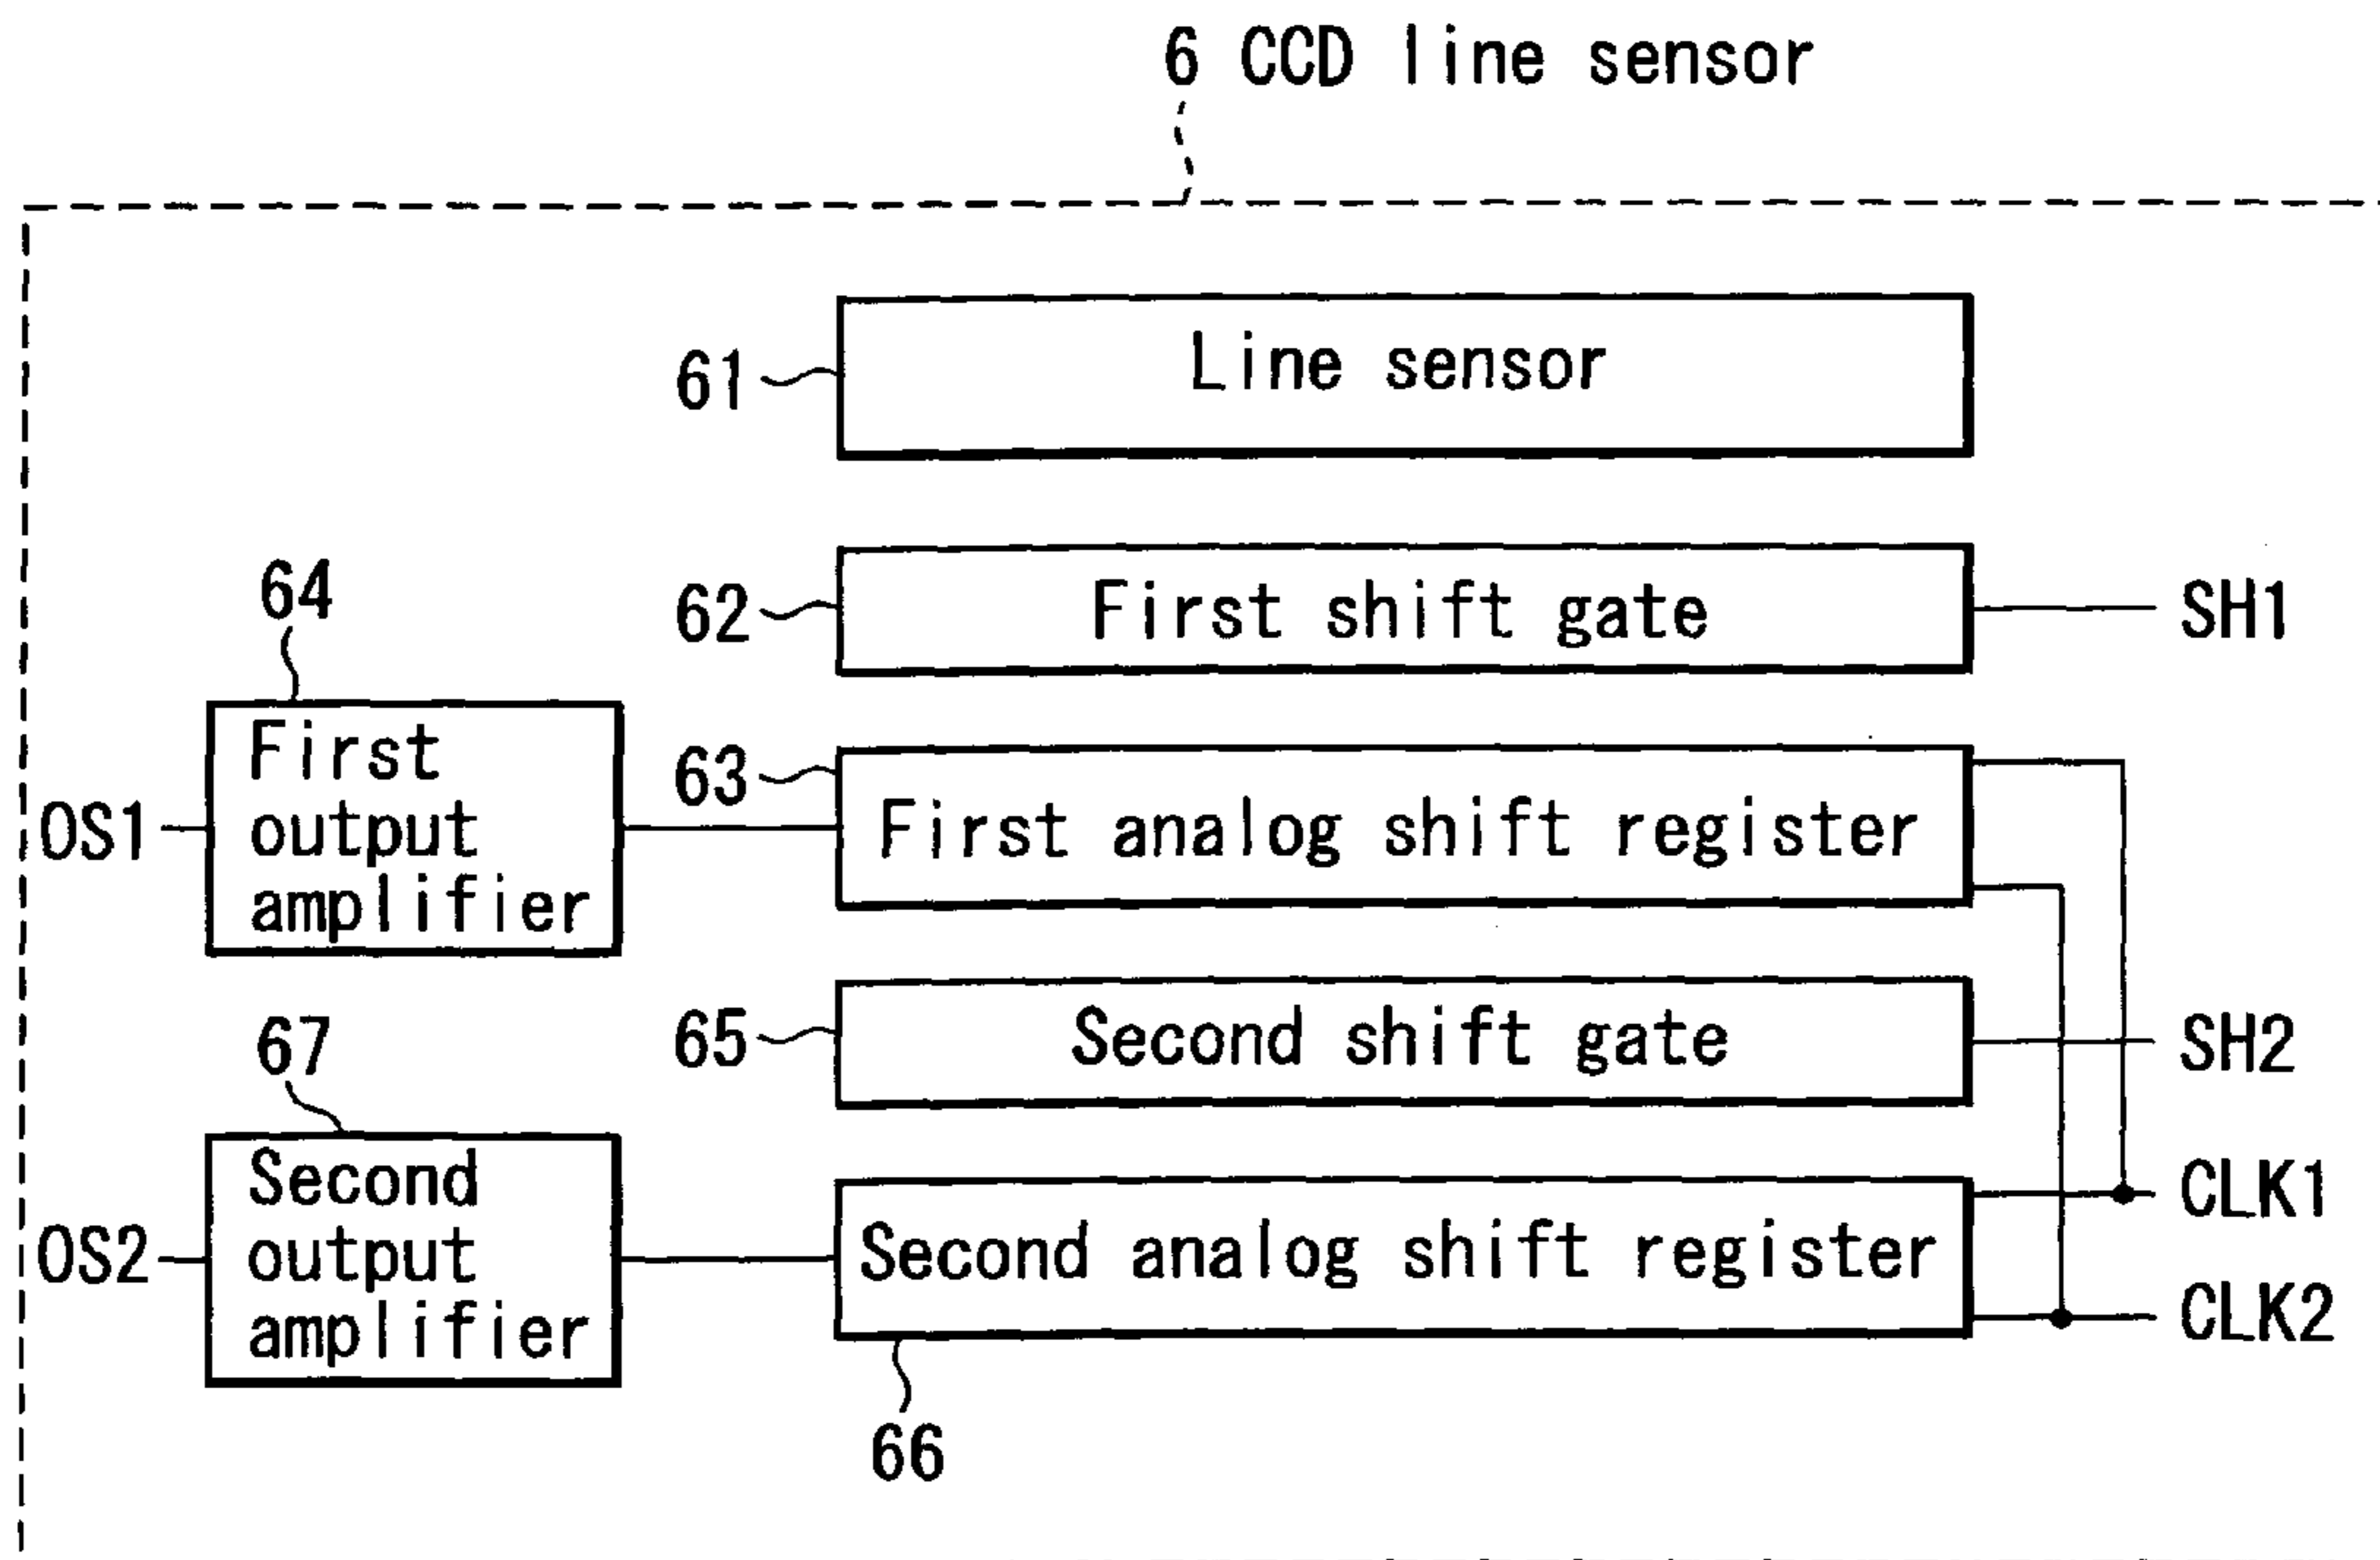 6 CCD line sensor
61
Line sensor
62
First shift gate
SH1
64
First
output
amplifier
OS1
63
First analog shift register
65
Second shift gate
SH2
67
Second
output
amplifier
OS2
Second analog shift register
CLK1
CLK2
66